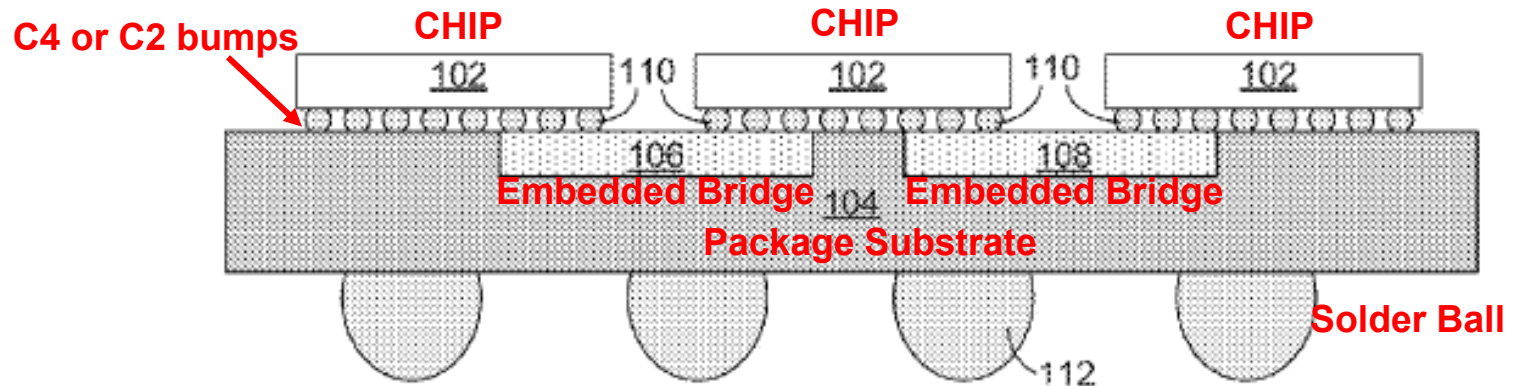 CHIP CHIP CHIP
C4 or C2 bumps
102 110 102 110 102
106 108
Embedded Bridge 104 Embedded Bridge
Package Substrate
Solder Ball
112